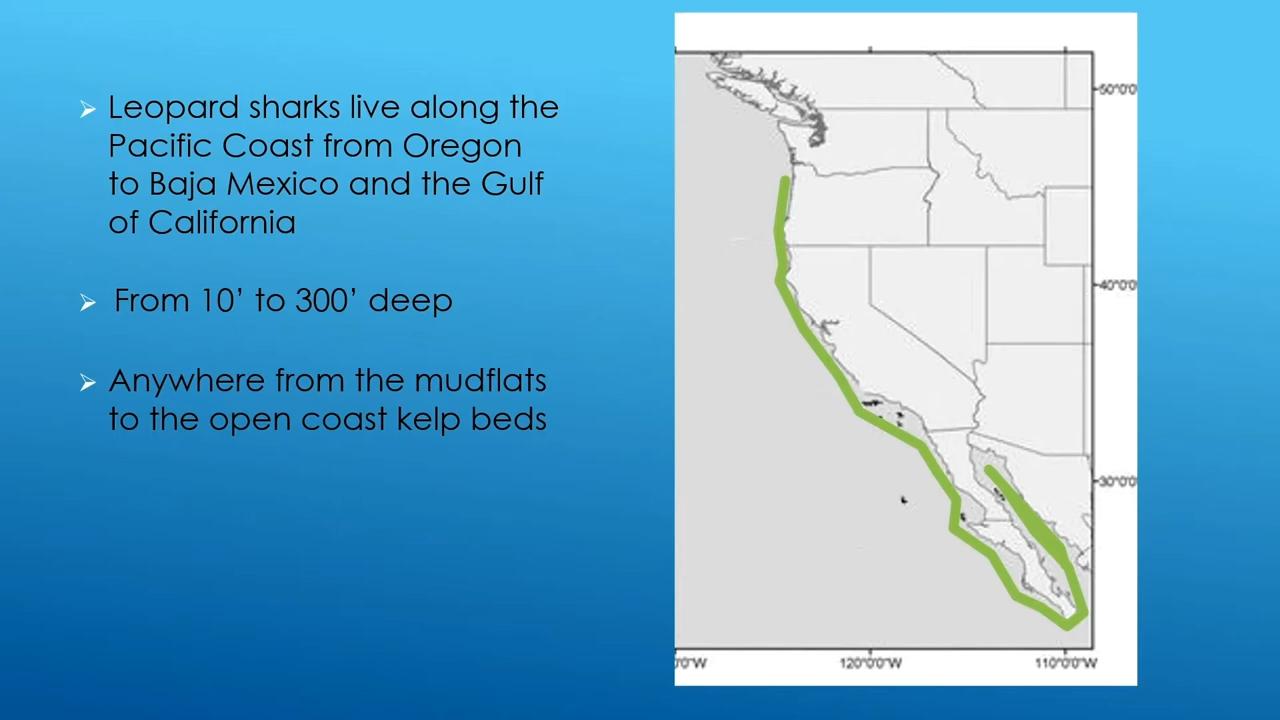 Leopard sharks live along the
Pacific Coast from Oregon
to Baja Mexico and the Gulf
of California
From 10’ to 300’ deep
Anywhere from the mudflats
to the open coast kelp beds
50°0'0
40°0'0
30°0'0
0'0"W
120°0'0"W
110°0'0"W